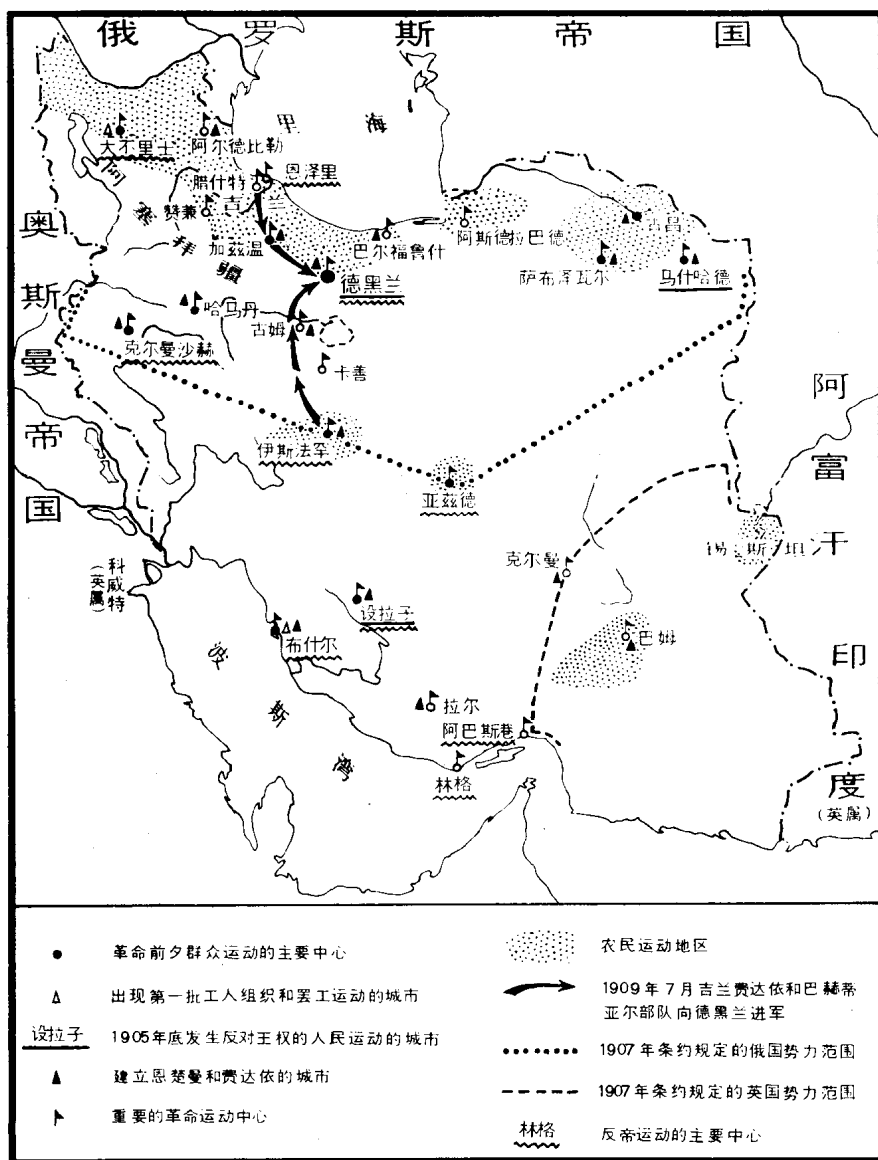 俄罗斯帝国
里海
大不里士
阿尔德比勒
恩泽里
腊什特
吉兰
赞兼
阿塞拜疆
加兹温
巴尔福鲁什
阿斯德拉巴德
古昌
萨布泽瓦尔
马什哈德
德黑兰
奥斯曼帝国
哈马丹
克尔曼沙赫
古姆
卡善
伊斯法罕
亚兹德
阿富汗
锡斯坦
克尔曼
科威特
(英属)
设拉子
布什尔
巴姆
波斯湾
拉尔
阿巴斯港
林格
印度
(英属)
革命前夕群众运动的主要中心
出现第一批工人组织和罢工运动的城市
设拉子 1905年底发生反对王权的人民运动的城市
建立恩楚曼和费达依的城市
重要的革命运动中心
农民运动地区
1909年7月吉兰费达依和巴赫蒂
亚尔部队向德黑兰进军
1907年条约规定的俄国势力范围
1907年条约规定的英国势力范围
林格 反帝运动的主要中心